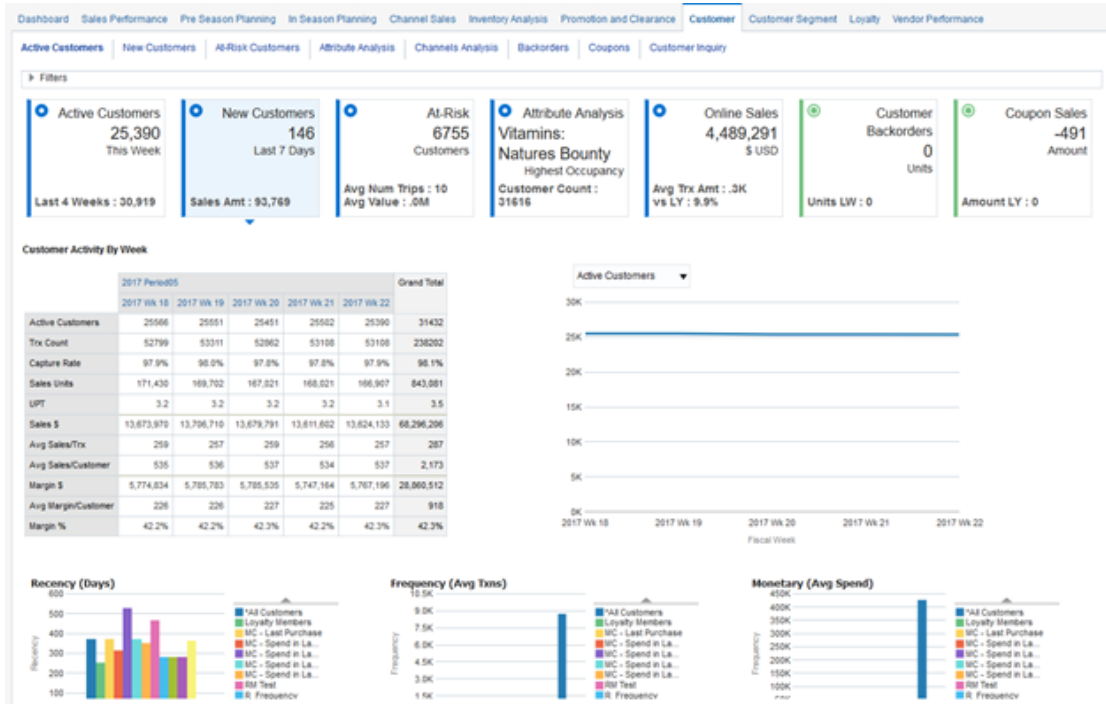 Dashboard Sales Performance Pre Season Planning In Season Planning Channel Sales Inventory Analysis Promotion and Clearance Customer Customer Segment Loyalty Vendor Performance
Active Customers New Customers At-Risk Customers Attribute Analysis Channels Analysis Backorders Coupons Customer Inquiry
Filters
Active Customers
25,390
This Week
Last 4 Weeks : 30,919
New Customers
146
Last 7 Days
Sales Amt : 93,769
At-Risk
6755
Customers
Avg Num Trips : 10
Avg Value : .0M
Attribute Analysis
Vitamins:
Natures Bounty
Highest Occupancy
Customer Count :
31616
Online Sales
4,489,291
$ USD
Avg Trx Amt : .3K
vs LY : 9.9%
Customer
Backorders
0
Units
Units LW : 0
Coupon Sales
-491
Amount
Amount LY : 0
Customer Activity By Week
2017 Period05 Grand Total
2017 Wk 18 2017 Wk 19 2017 Wk 20 2017 Wk 21 2017 Wk 22
Active Customers 25566 25551 25451 25502 25390 31432
Trx Count 52799 53311 52862 53108 53108 238202
Capture Rate 97.9% 98.0% 97.8% 97.8% 97.9% 98.1%
Sales Units 171,430 169,702 167,021 168,021 166,907 843,081
UPT 3.2 3.2 3.2 3.2 3.1 3.5
Sales $ 13,673,970 13,706,710 13,679,791 13,611,602 13,624,133 68,296,206
Avg Sales/Trx 259 257 259 256 257 287
Avg Sales/Customer 535 536 537 534 537 2,173
Margin $ 5,774,834 5,785,783 5,785,535 5,747,164 5,767,196 28,860,512
Avg Margin/Customer 226 226 227 225 227 918
Margin % 42.2% 42.2% 42.3% 42.2% 42.3% 42.3%
Active Customers
30K
25K
20K
15K
10K
5K
0K
2017 Wk 18 2017 Wk 19 2017 Wk 20 2017 Wk 21 2017 Wk 22
Fiscal Week
Recency (Days)
600
500
400
300
200
100
Recency
*All Customers
Loyalty Members
MC - Last Purchase
MC - Spend in La...
MC - Spend in La...
MC - Spend in La...
MC - Spend in La...
RM Test
R_Frequency
Frequency (Avg Txns)
10.5K
9.0K
7.5K
6.0K
4.5K
3.0K
1.5K
Frequency
*All Customers
Loyalty Members
MC - Last Purchase
MC - Spend in La...
MC - Spend in La...
MC - Spend in La...
MC - Spend in La...
RM Test
R_Frequency
Monetary (Avg Spend)
450K
400K
350K
300K
250K
200K
150K
100K
Frequency
*All Customers
Loyalty Members
MC - Last Purchase
MC - Spend in La...
MC - Spend in La...
MC - Spend in La...
MC - Spend in La...
RM Test
R_Frequency